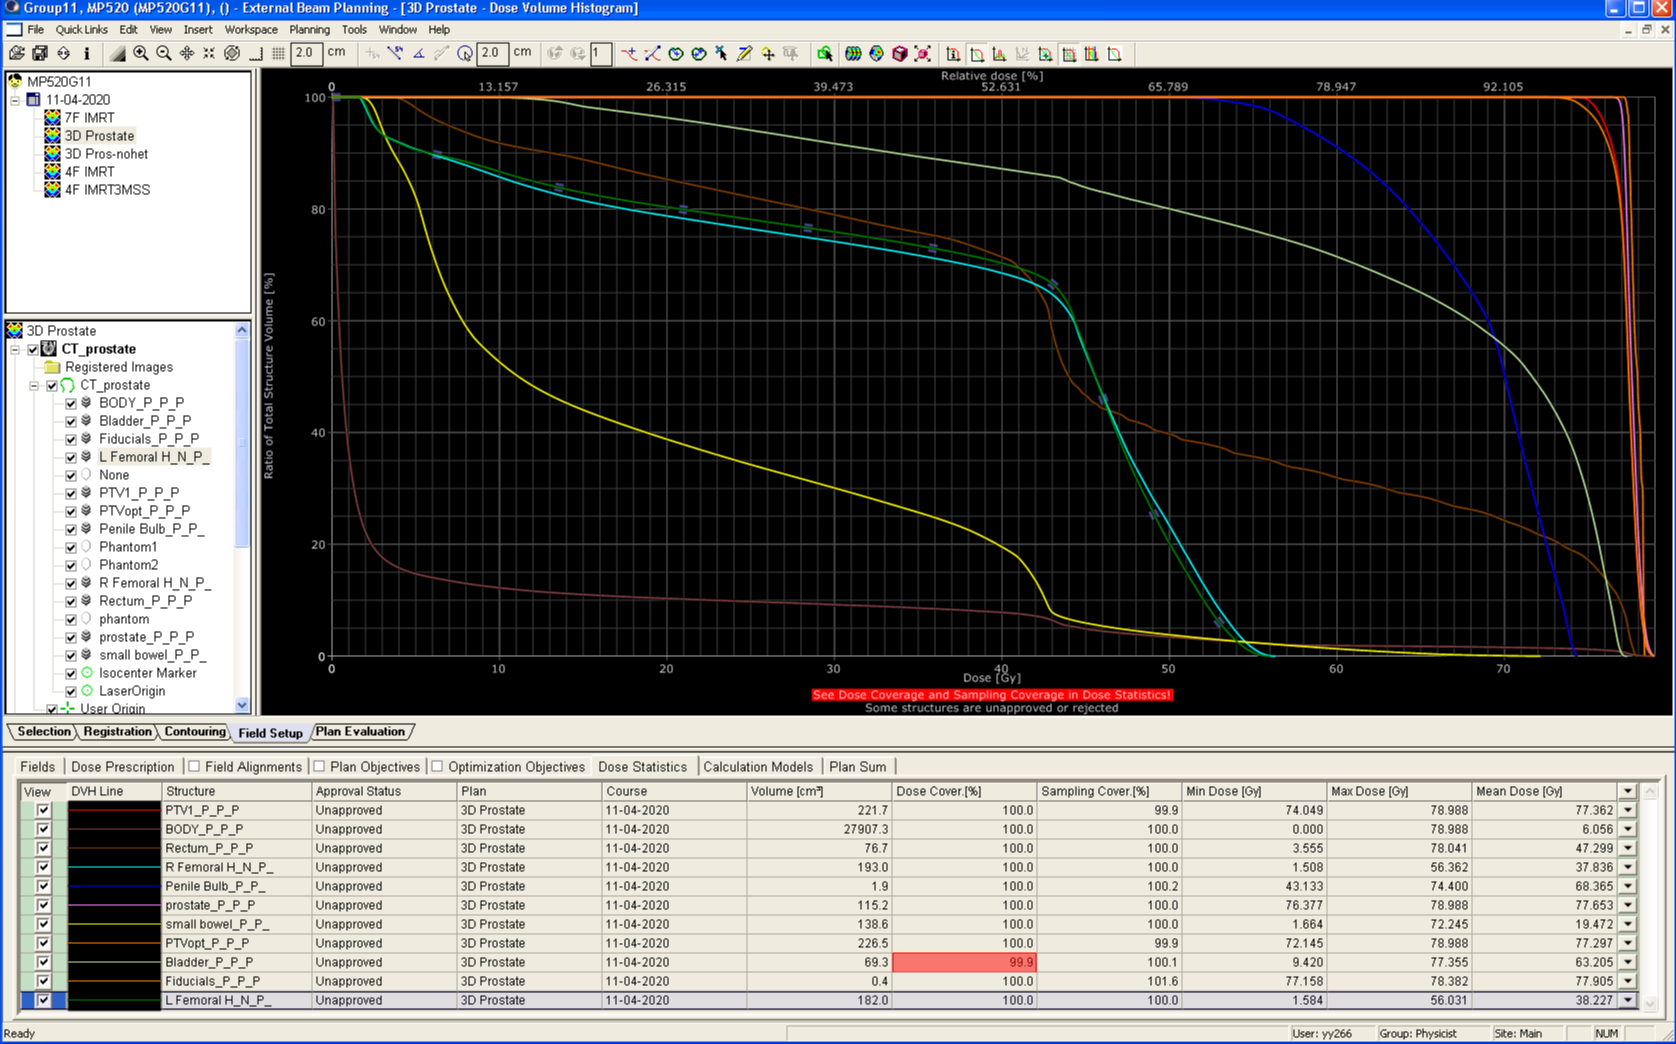 Group11, MP520 (MP520G11), () - External Beam Planning - [3D Prostate - Dose Volume Histogram]
File Quick Links Edit View Insert Workspace Planning Tools Window Help
2.0 cm 2.0 cm 1
MP520G11
11-04-2020
7F IMRT
3D Prostate
3D Pros-nohet
4F IMRT
4F IMRT3MSS
3D Prostate
CT_prostate
Registered Images
CT_prostate
BODY_P_P_P
Bladder_P_P_P
Fiducials_P_P_P
L Femoral H_N_P_
None
PTV1_P_P_P
PTVopt_P_P_P
Penile Bulb_P_P_
Phantom1
Phantom2
R Femoral H_N_P_
Rectum_P_P_P
phantom
prostate_P_P_P
small bowel_P_P_
Isocenter Marker
LaserOrigin
User Origin
Relative dose [%]
0 13.157 26.315 39.473 52.631 65.789 78.947 92.105
100
80
60
40
20
0
Ratio of Total Structure Volume [%]
0 10 20 30 40 50 60 70
Dose [Gy]
See Dose Coverage and Sampling Coverage in Dose Statistics!
Some structures are unapproved or rejected
Selection Registration Contouring Field Setup Plan Evaluation
Fields Dose Prescription Field Alignments Plan Objectives Optimization Objectives Dose Statistics Calculation Models Plan Sum
View DVH Line Structure Approval Status Plan Course Volume [cm³] Dose Cover.[%] Sampling Cover.[%] Min Dose [Gy] Max Dose [Gy] Mean Dose [Gy]
PTV1_P_P_P Unapproved 3D Prostate 11-04-2020 221.7 100.0 99.9 74.049 78.988 77.362
BODY_P_P_P Unapproved 3D Prostate 11-04-2020 27907.3 100.0 100.0 0.000 78.988 6.056
Rectum_P_P_P Unapproved 3D Prostate 11-04-2020 76.7 100.0 100.0 3.555 78.041 47.299
R Femoral H_N_P_ Unapproved 3D Prostate 11-04-2020 193.0 100.0 100.0 1.508 56.362 37.836
Penile Bulb_P_P_ Unapproved 3D Prostate 11-04-2020 1.9 100.0 100.2 43.133 74.400 68.365
prostate_P_P_P Unapproved 3D Prostate 11-04-2020 115.2 100.0 100.0 76.377 78.988 77.653
small bowel_P_P_ Unapproved 3D Prostate 11-04-2020 138.6 100.0 100.0 1.664 72.245 19.472
PTVopt_P_P_P Unapproved 3D Prostate 11-04-2020 226.5 100.0 99.9 72.145 78.988 77.297
Bladder_P_P_P Unapproved 3D Prostate 11-04-2020 69.3 99.9 100.1 9.420 77.355 63.205
Fiducials_P_P_P Unapproved 3D Prostate 11-04-2020 0.4 100.0 101.6 77.158 78.382 77.905
L Femoral H_N_P_ Unapproved 3D Prostate 11-04-2020 182.0 100.0 100.0 1.584 56.031 38.227
Ready User: yy266 Group: Physicist Site: Main NUM